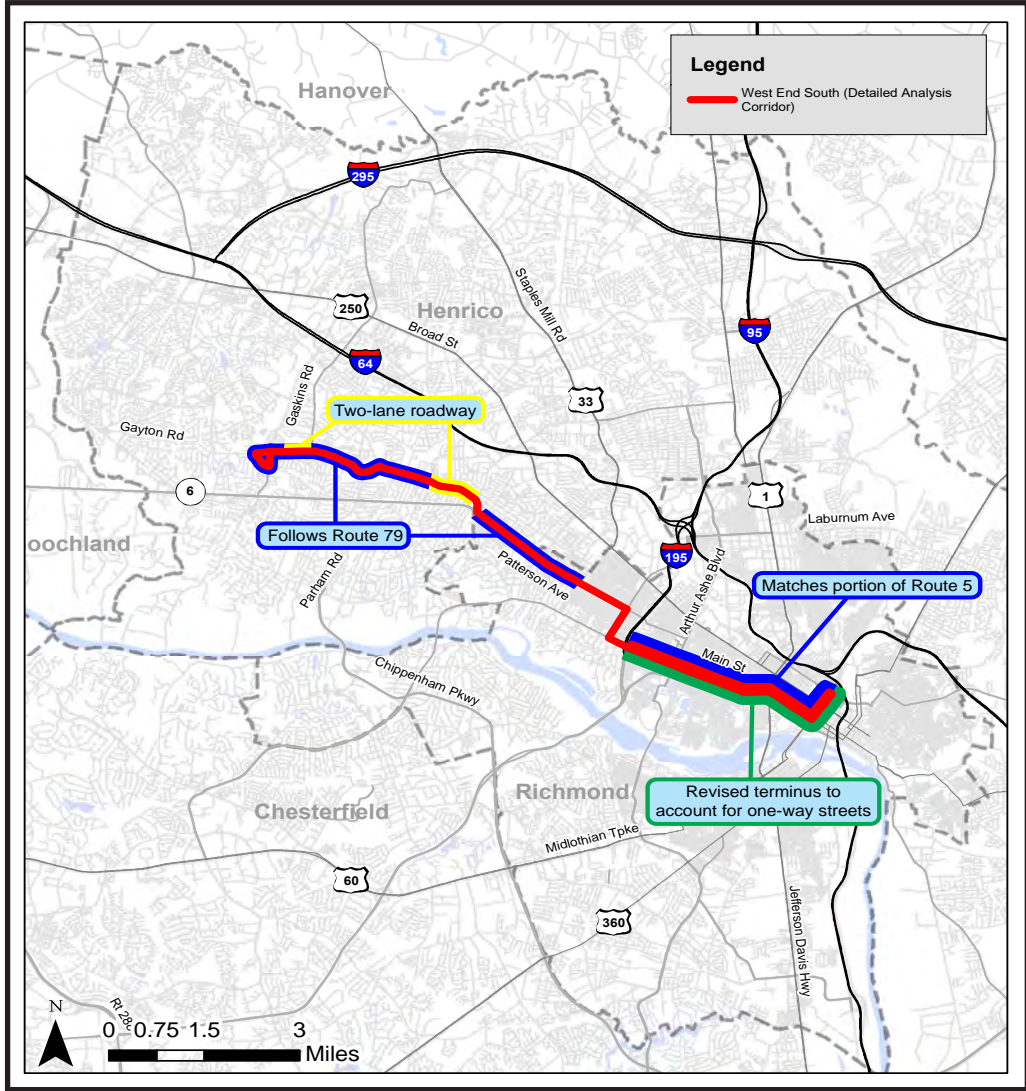 Legend
West End South (Detailed Analysis
Corridor)
Hanover
295
Staples Mill Rd
250
Henrico
Broad St
95
64
33
Gaskins Rd
Two-lane roadway
Gayton Rd
6
1
Laburnum Ave
Follows Route 79
oochland
195
Arthur Ashe Blvd
Patterson Ave
Parham Rd
Matches portion of Route 5
Main St
Chippenham Pkwy
Revised terminus to
account for one-way streets
Richmond
Chesterfield
Midlothian Tpke
60
360
Jefferson Davis Hwy
N
0 0.75 1.5 3
Miles